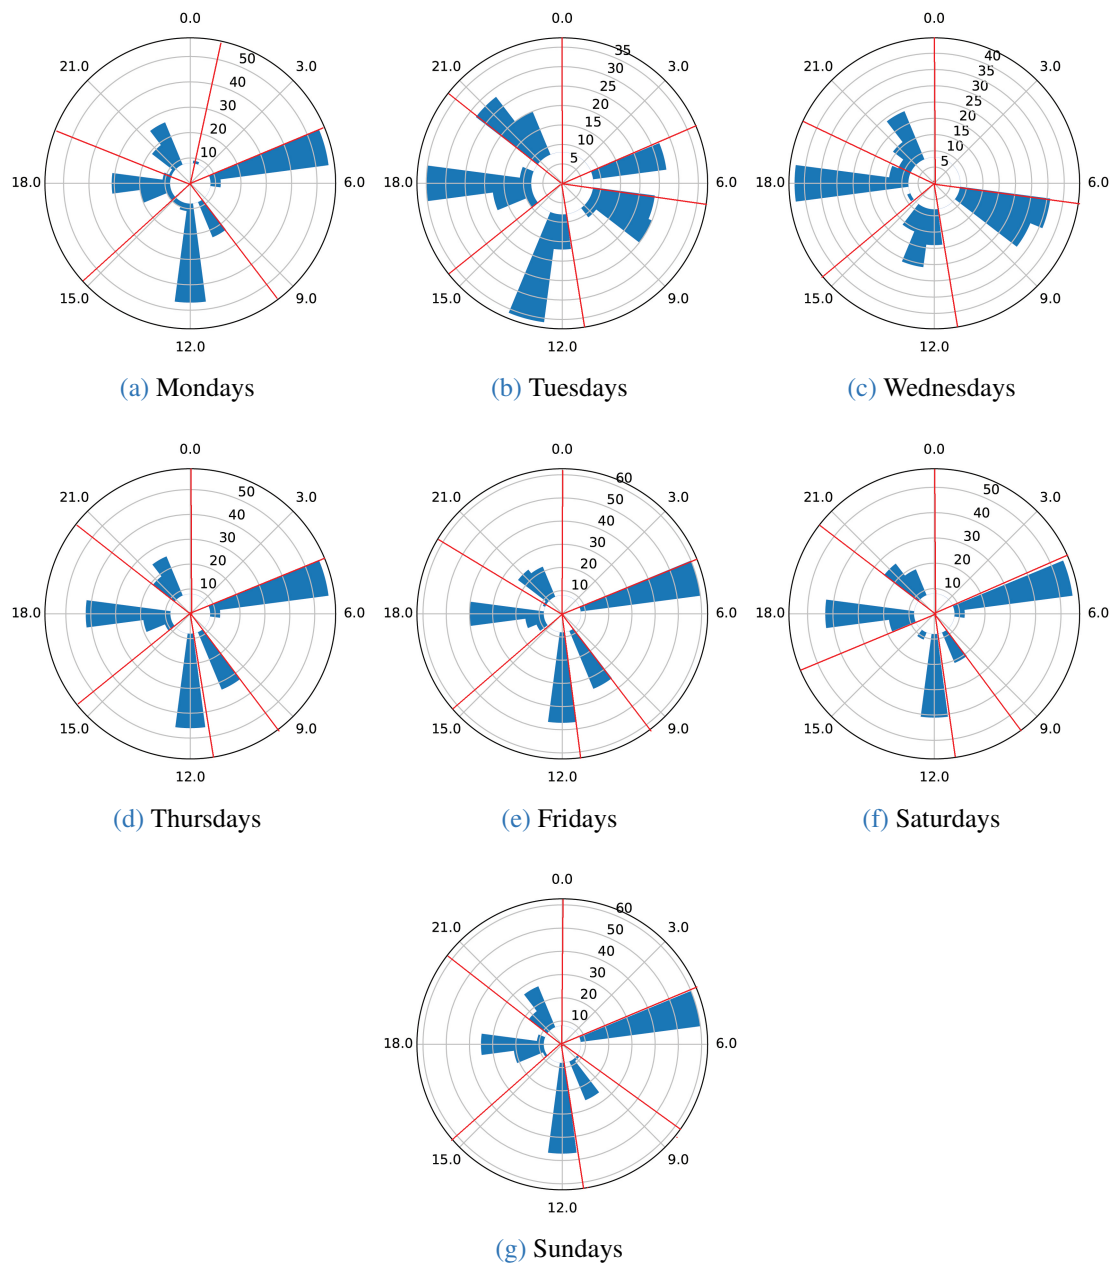 0.0 0.0 0.0
21.0 50 3.0 21.0 35 3.0 21.0 40 3.0
40 30 35
30 25 30
20 20 25
10 15 20
10 15
5 10
5
18.0 6.0 18.0 6.0 18.0 6.0
15.0 9.0 15.0 9.0 15.0 9.0
12.0 12.0 12.0
(a) Mondays (b) Tuesdays (c) Wednesdays
0.0 0.0 0.0
21.0 50 3.0 21.0 60 3.0 21.0 50 3.0
40 50 40
30 40 30
20 30 20
10 20 10
10
18.0 6.0 18.0 6.0 18.0 6.0
15.0 9.0 15.0 9.0 15.0 9.0
12.0 12.0 12.0
(d) Thursdays (e) Fridays (f) Saturdays
0.0
21.0 60 3.0
50
40
30
20
10
18.0 6.0
15.0 9.0
12.0
(g) Sundays